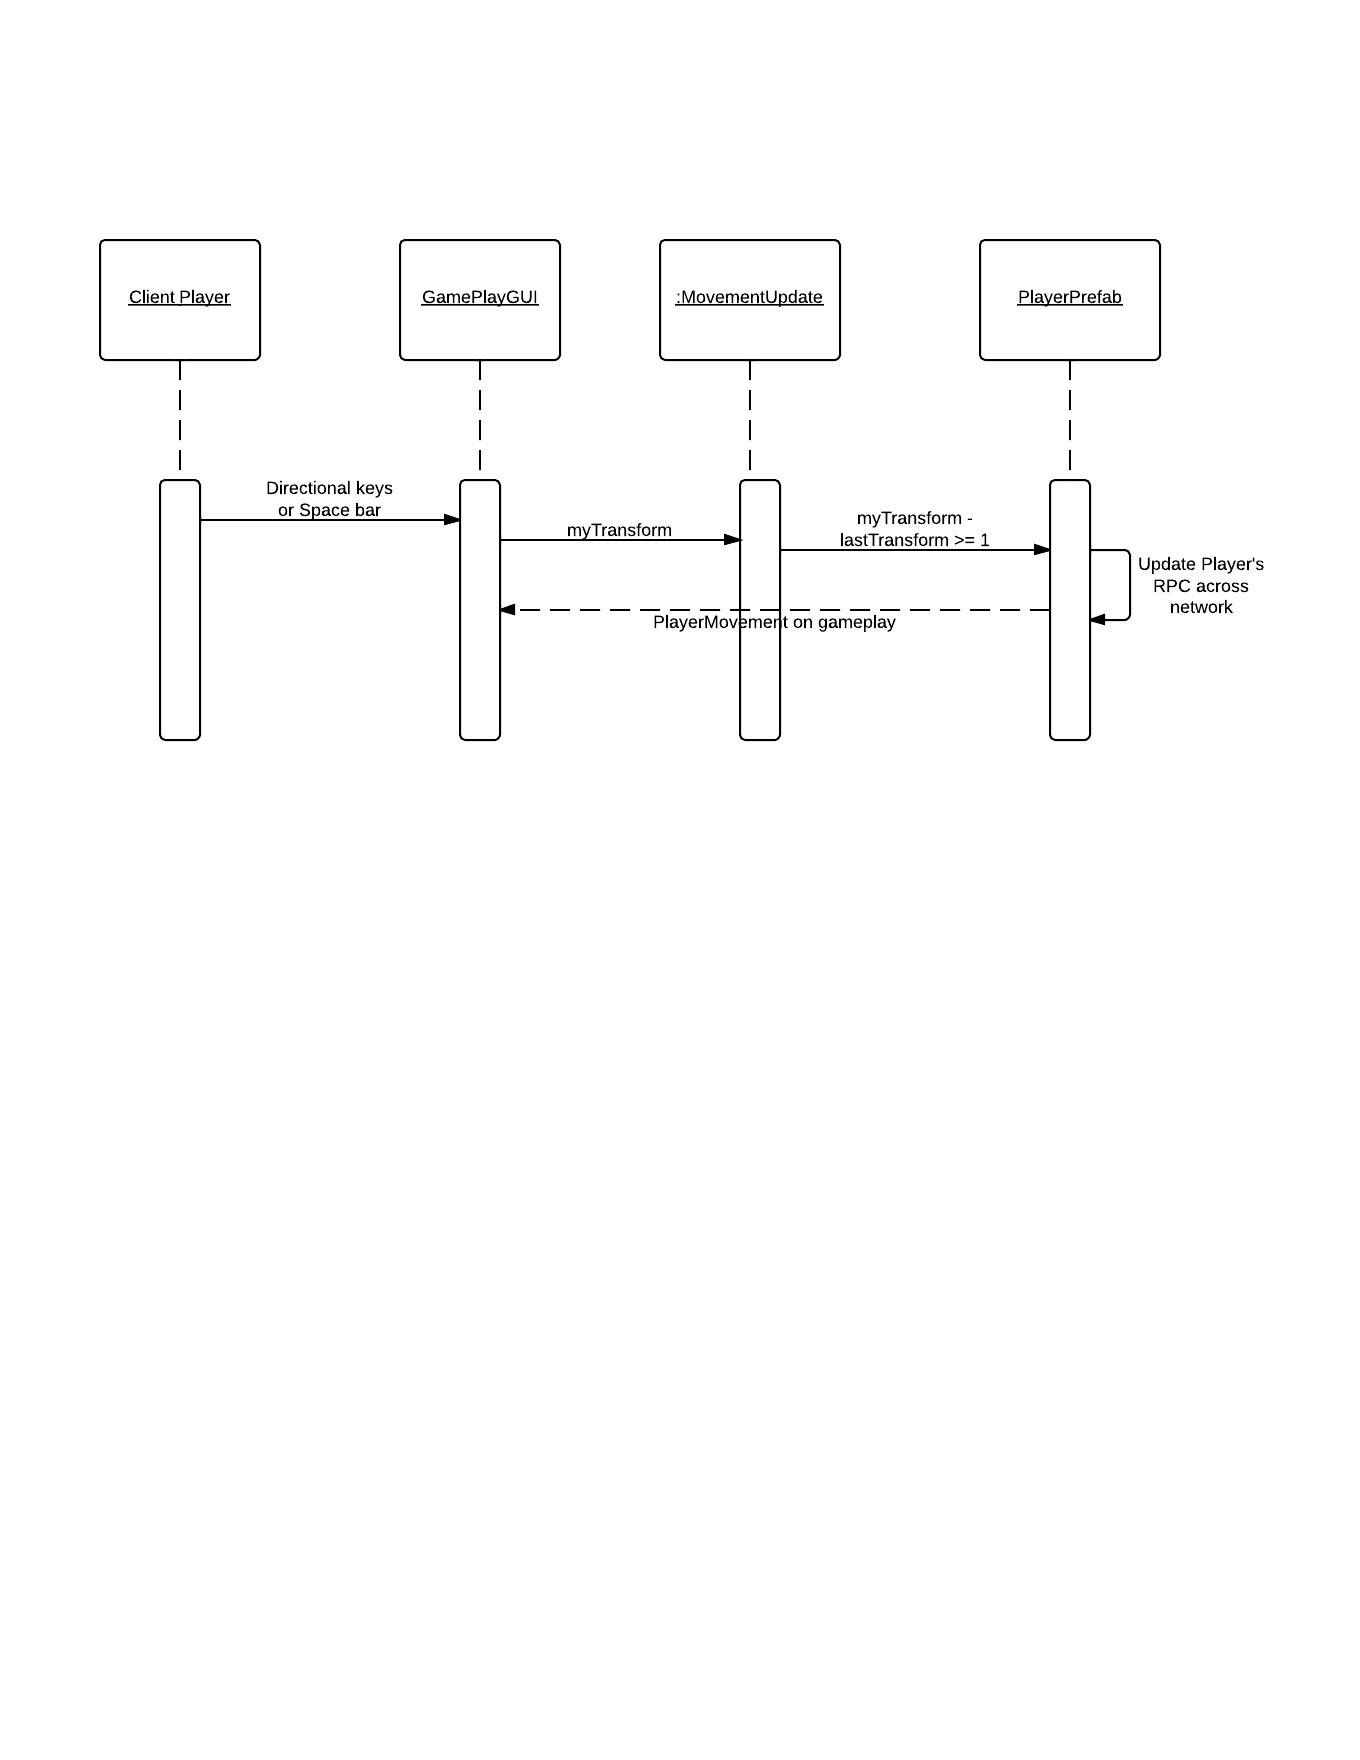 Client Player
GamePlayGUI
:MovementUpdate
PlayerPrefab
Directional keys
or Space bar
myTransform
myTransform -
lastTransform >= 1
Update Player's
RPC across
network
PlayerMovement on gameplay